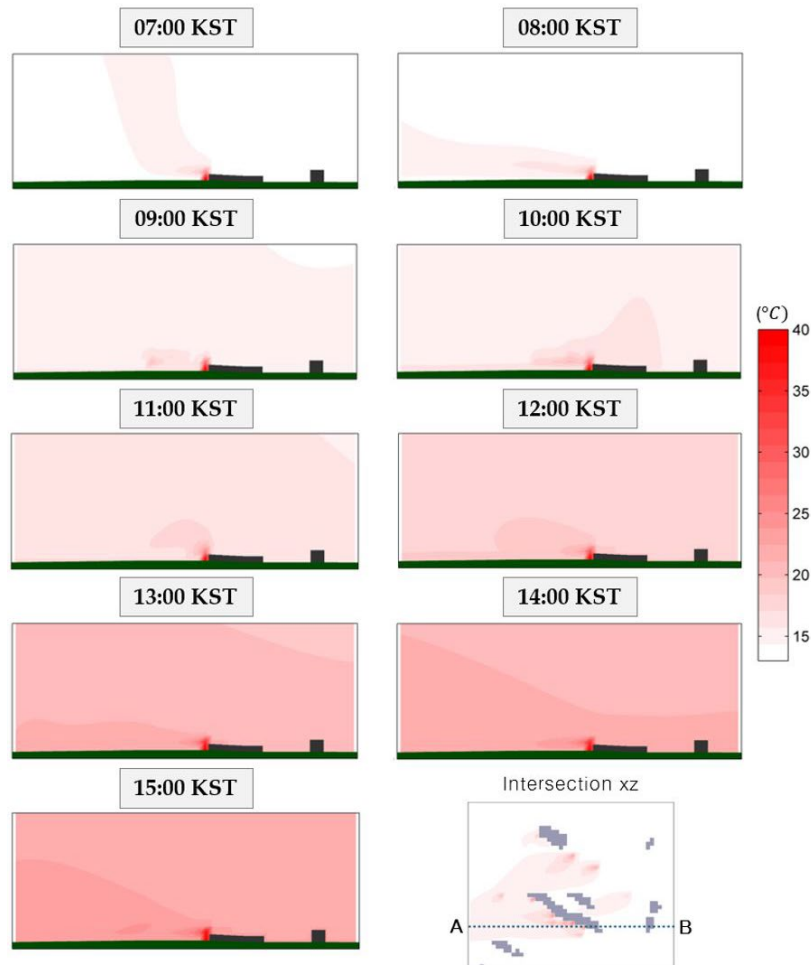 07:00 KST
08:00 KST
09:00 KST
10:00 KST
(°C)
40
35
30
25
20
15
11:00 KST
12:00 KST
13:00 KST
14:00 KST
15:00 KST
Intersection xz
A
B